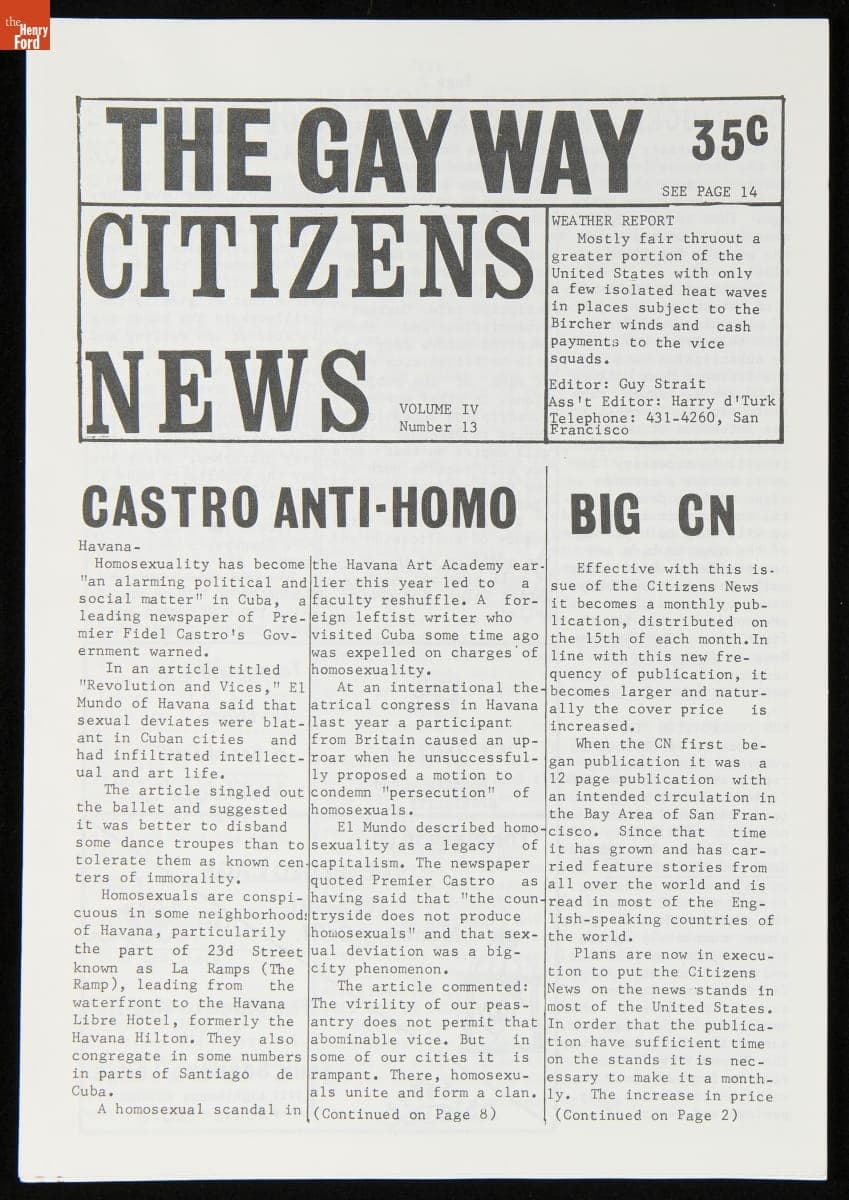 the
Henry
Ford
THE GAY WAY
35¢
SEE PAGE 14
CITIZENS
NEWS
VOLUME IV
Number 13
WEATHER REPORT
Mostly fair thruout a
greater portion of the
United States with only
a few isolated heat waves
in places subject to the
Bircher winds and cash
payments to the vice
squads.
Editor: Guy Strait
Ass't Editor: Harry d'Turk
Telephone: 431-4260, San
Francisco
CASTRO ANTI-HOMO
Havana-
Homosexuality has become
"an alarming political and
social matter" in Cuba, a
leading newspaper of Pre-
mier Fidel Castro's Gov-
ernment warned.
In an article titled
"Revolution and Vices," El
Mundo of Havana said that
sexual deviates were blat-
ant in Cuban cities and
had infiltrated intellect-
ual and art life.
The article singled out
the ballet and suggested
it was better to disband
some dance troupes than to
tolerate them as known cen-
ters of immorality.
Homosexuals are conspi-
cuous in some neighborhoods
of Havana, particularily
the part of 23d Street
known as La Ramps (The
Ramp), leading from the
waterfront to the Havana
Libre Hotel, formerly the
Havana Hilton. They also
congregate in some numbers
in parts of Santiago de
Cuba.
A homosexual scandal in
the Havana Art Academy ear-
lier this year led to a
faculty reshuffle. A for-
eign leftist writer who
visited Cuba some time ago
was expelled on charges of
homosexuality.
At an international the-
atrical congress in Havana
last year a participant
from Britain caused an up-
roar when he unsuccessful-
ly proposed a motion to
condemn "persecution" of
homosexuals.
El Mundo described homo-
sexuality as a legacy of
capitalism. The newspaper
quoted Premier Castro as
having said that "the coun-
tryside does not produce
homosexuals" and that sex-
ual deviation was a big-
city phenomenon.
The article commented:
The virility of our peas-
antry does not permit that
abominable vice. But in
some of our cities it is
rampant. There, homosexu-
als unite and form a clan.
(Continued on Page 8)
BIG CN
Effective with this is-
sue of the Citizens News
it becomes a monthly pub-
lication, distributed on
the 15th of each month.In
line with this new fre-
quency of publication, it
becomes larger and natur-
ally the cover price is
increased.
When the CN first be-
gan publication it was a
12 page publication with
an intended circulation in
the Bay Area of San Fran-
cisco. Since that time
it has grown and has car-
ried feature stories from
all over the world and is
read in most of the Eng-
lish-speaking countries of
the world.
Plans are now in execu-
tion to put the Citizens
News on the news stands in
most of the United States.
In order that the publica-
tion have sufficient time
on the stands it is nec-
essary to make it a month-
ly. The increase in price
(Continued on Page 2)